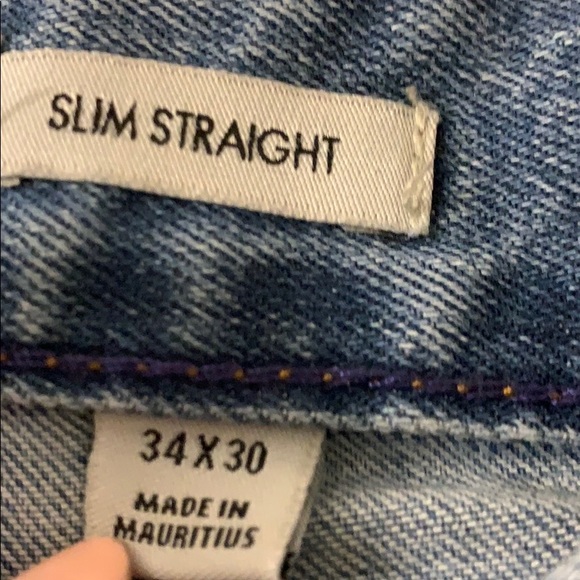 SLIM STRAIGHT
34 X 30
MADE IN
MAURITIUS